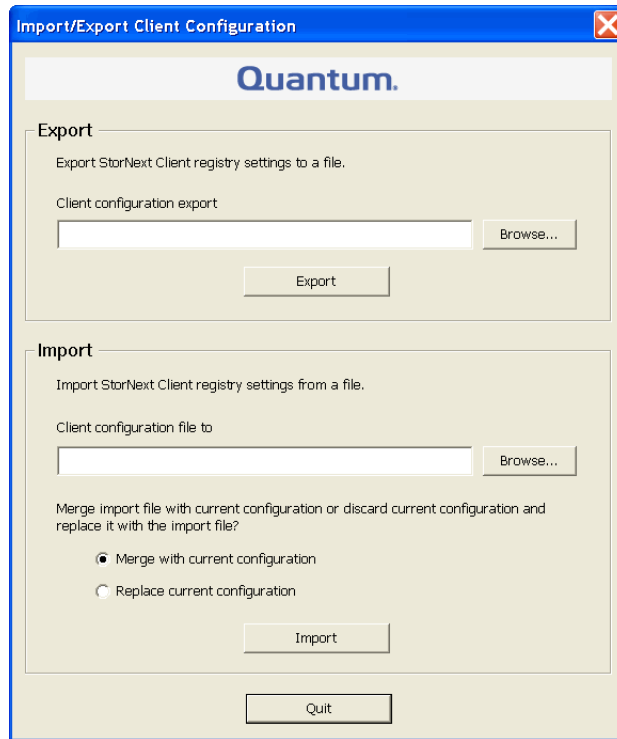 Import/Export Client Configuration
Quantum.
Export
Export StorNext Client registry settings to a file.
Client configuration export
Browse...
Export
Import
Import StorNext Client registry settings from a file.
Client configuration file to
Browse...
Merge import file with current configuration or discard current configuration and
replace it with the import file?
Merge with current configuration
Replace current configuration
Import
Quit